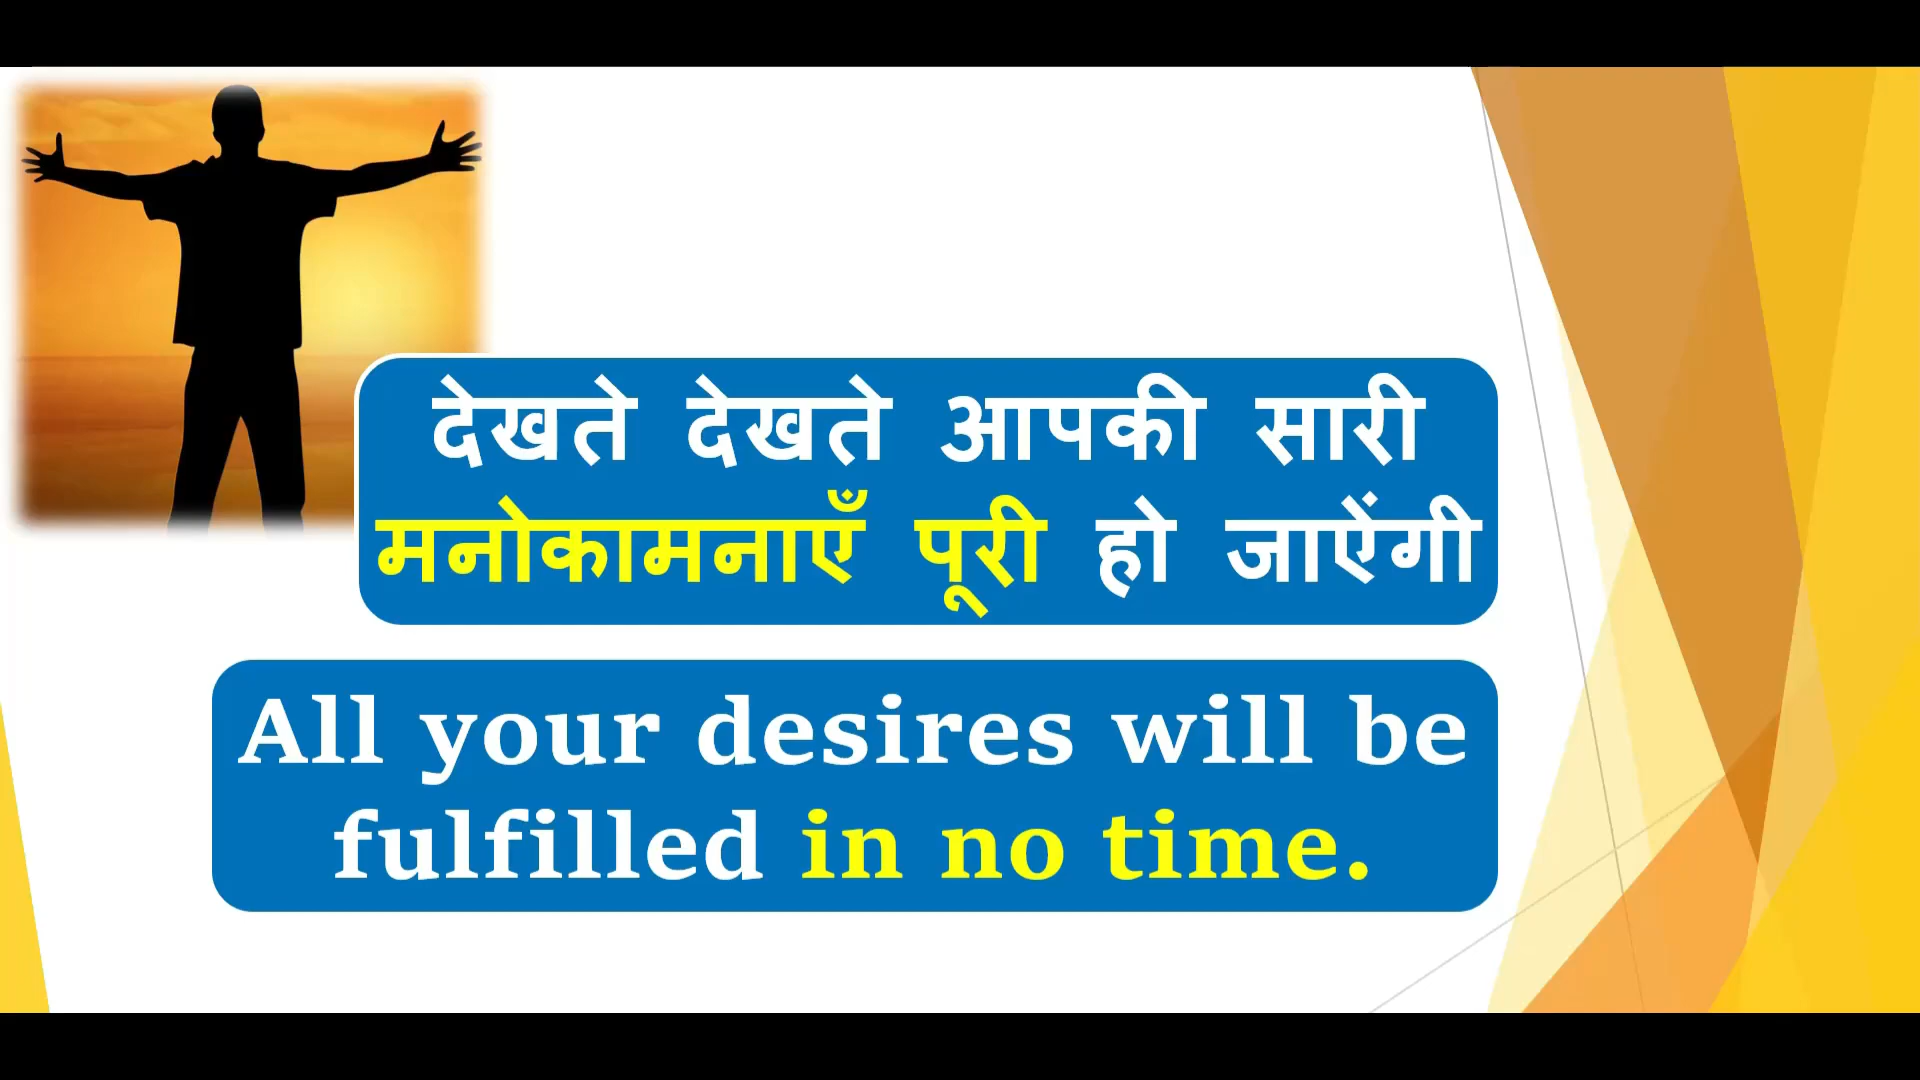 देखते देखते आपकी सारी
मनोकामनाएँ पूरी हो जाऐंगी
All your desires will be
fulfilled in no time.